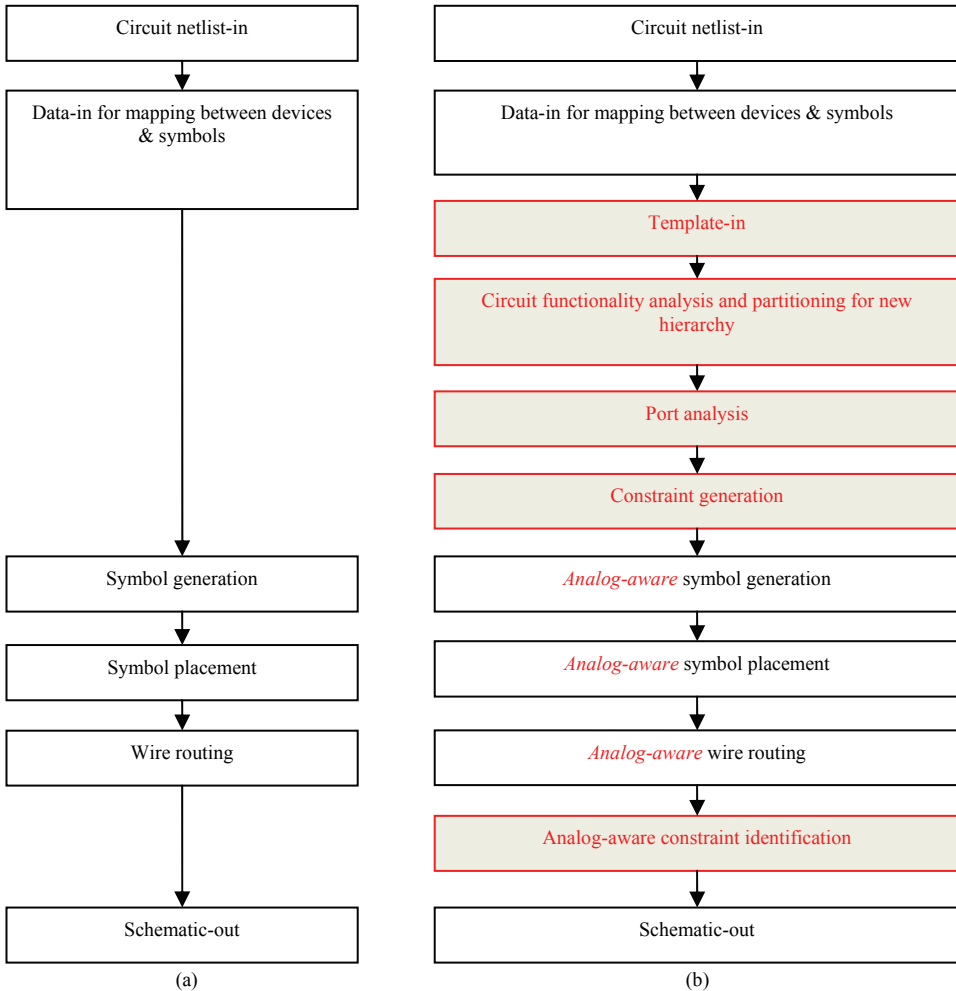 Circuit netlist-in
Data-in for mapping between devices
& symbols
Symbol generation
Symbol placement
Wire routing
Schematic-out
(a)
Circuit netlist-in
Data-in for mapping between devices & symbols
Template-in
Circuit functionality analysis and partitioning for new
hierarchy
Port analysis
Constraint generation
Analog-aware symbol generation
Analog-aware symbol placement
Analog-aware wire routing
Analog-aware constraint identification
Schematic-out
(b)